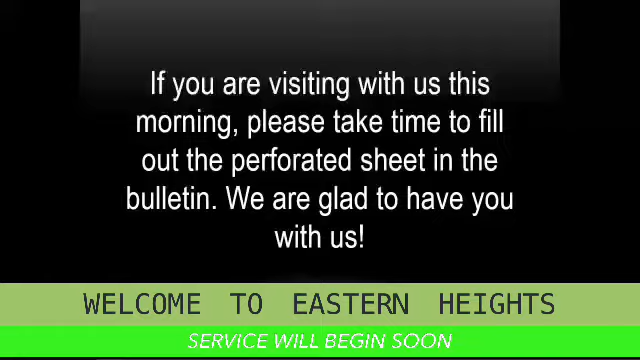 If you are visiting with us this
morning, please take time to fill
out the perforated sheet in the
bulletin. We are glad to have you
with us!
WELCOME TO EASTERN HEIGHTS
SERVICE WILL BEGIN SOON